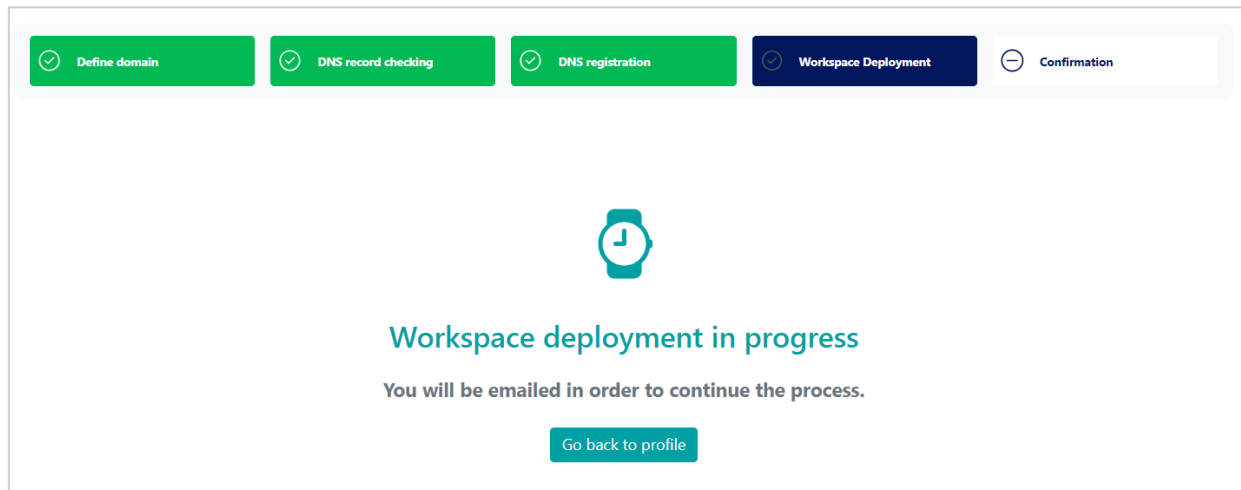 Define domain
DNS record checking
DNS registration
Workspace Deployment
Confirmation
Workspace deployment in progress
You will be emailed in order to continue the process.
Go back to profile